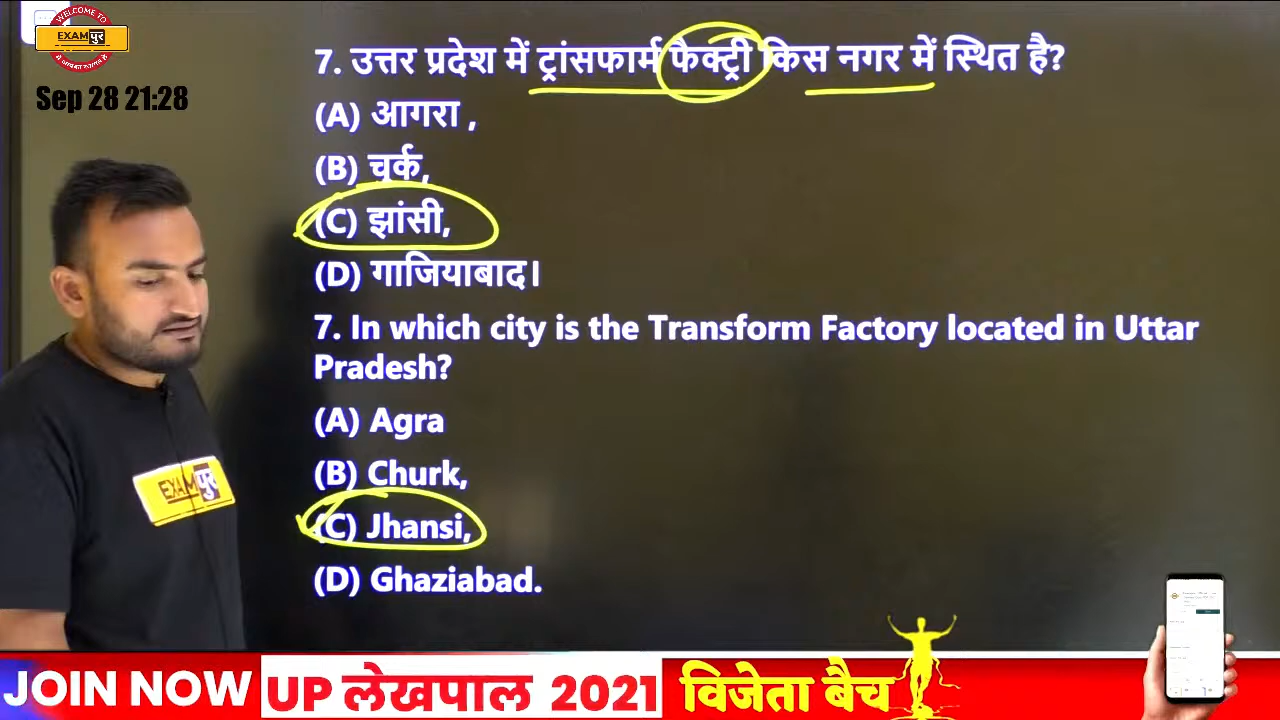 WELCOME TO
EXAMपुर
Sep 28 21:28
7. उत्तर प्रदेश में ट्रांसफार्म फैक्ट्री किस नगर में स्थित है?
(A) आगरा ,
(B) चुर्क,
(C) झांसी,
(D) गाजियाबाद।
7. In which city is the Transform Factory located in Uttar
Pradesh?
(A) Agra
(B) Churk,
(C) Jhansi,
(D) Ghaziabad.
EXAMपुर
JOIN NOW UP लेखपाल 2021 विजेता बैच